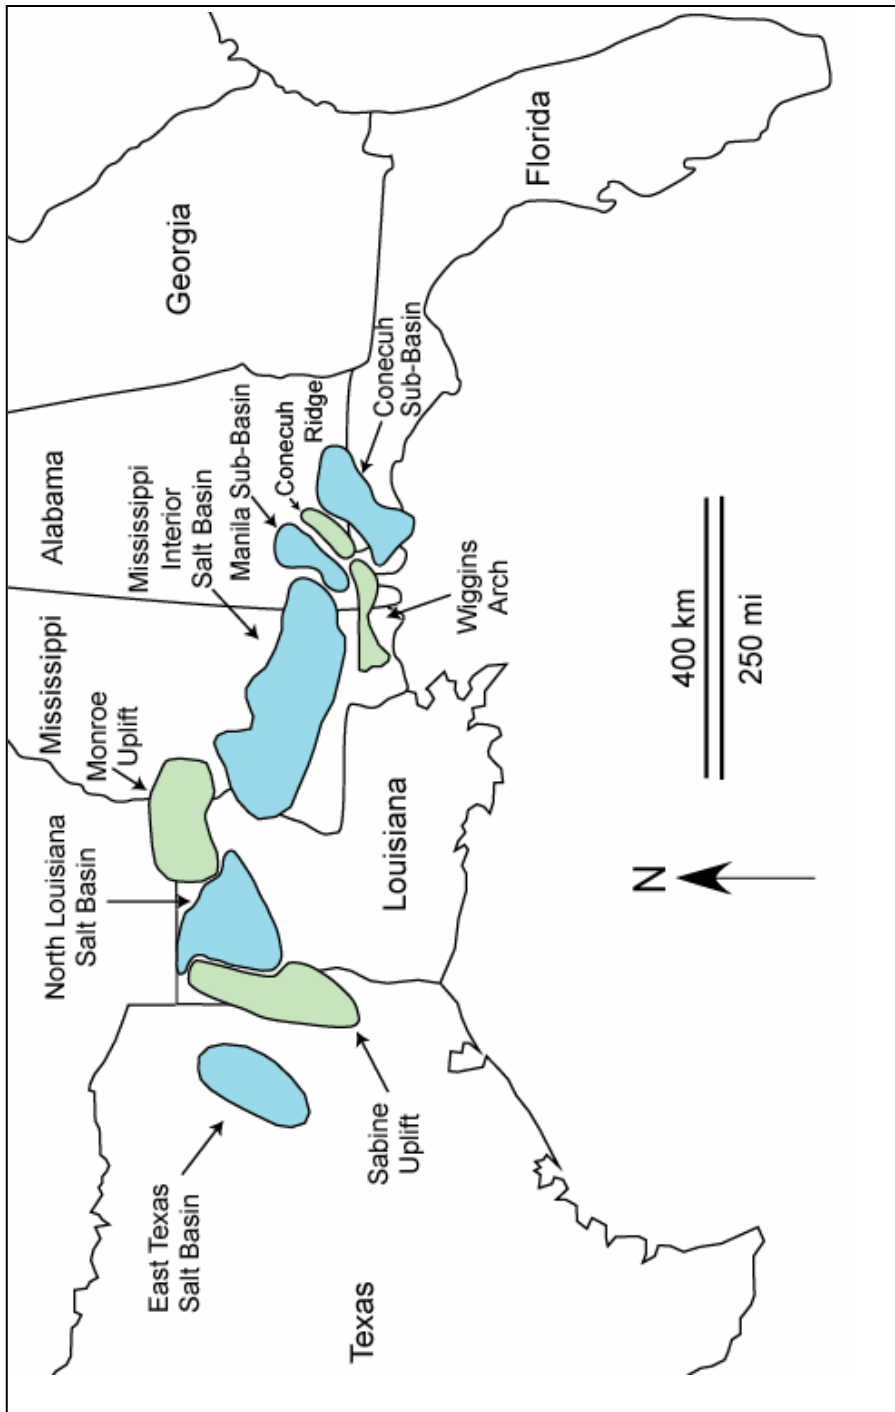 Texas
East Texas
Salt Basin
Sabine
Uplift
North Louisiana
Salt Basin
Louisiana
Monroe
Uplift
Mississippi
Mississippi
Interior
Salt Basin
Alabama
Manila Sub-Basin
Conecuh
Ridge
Wiggins
Arch
Conecuh
Sub-Basin
Georgia
Florida
N
400 km
250 mi